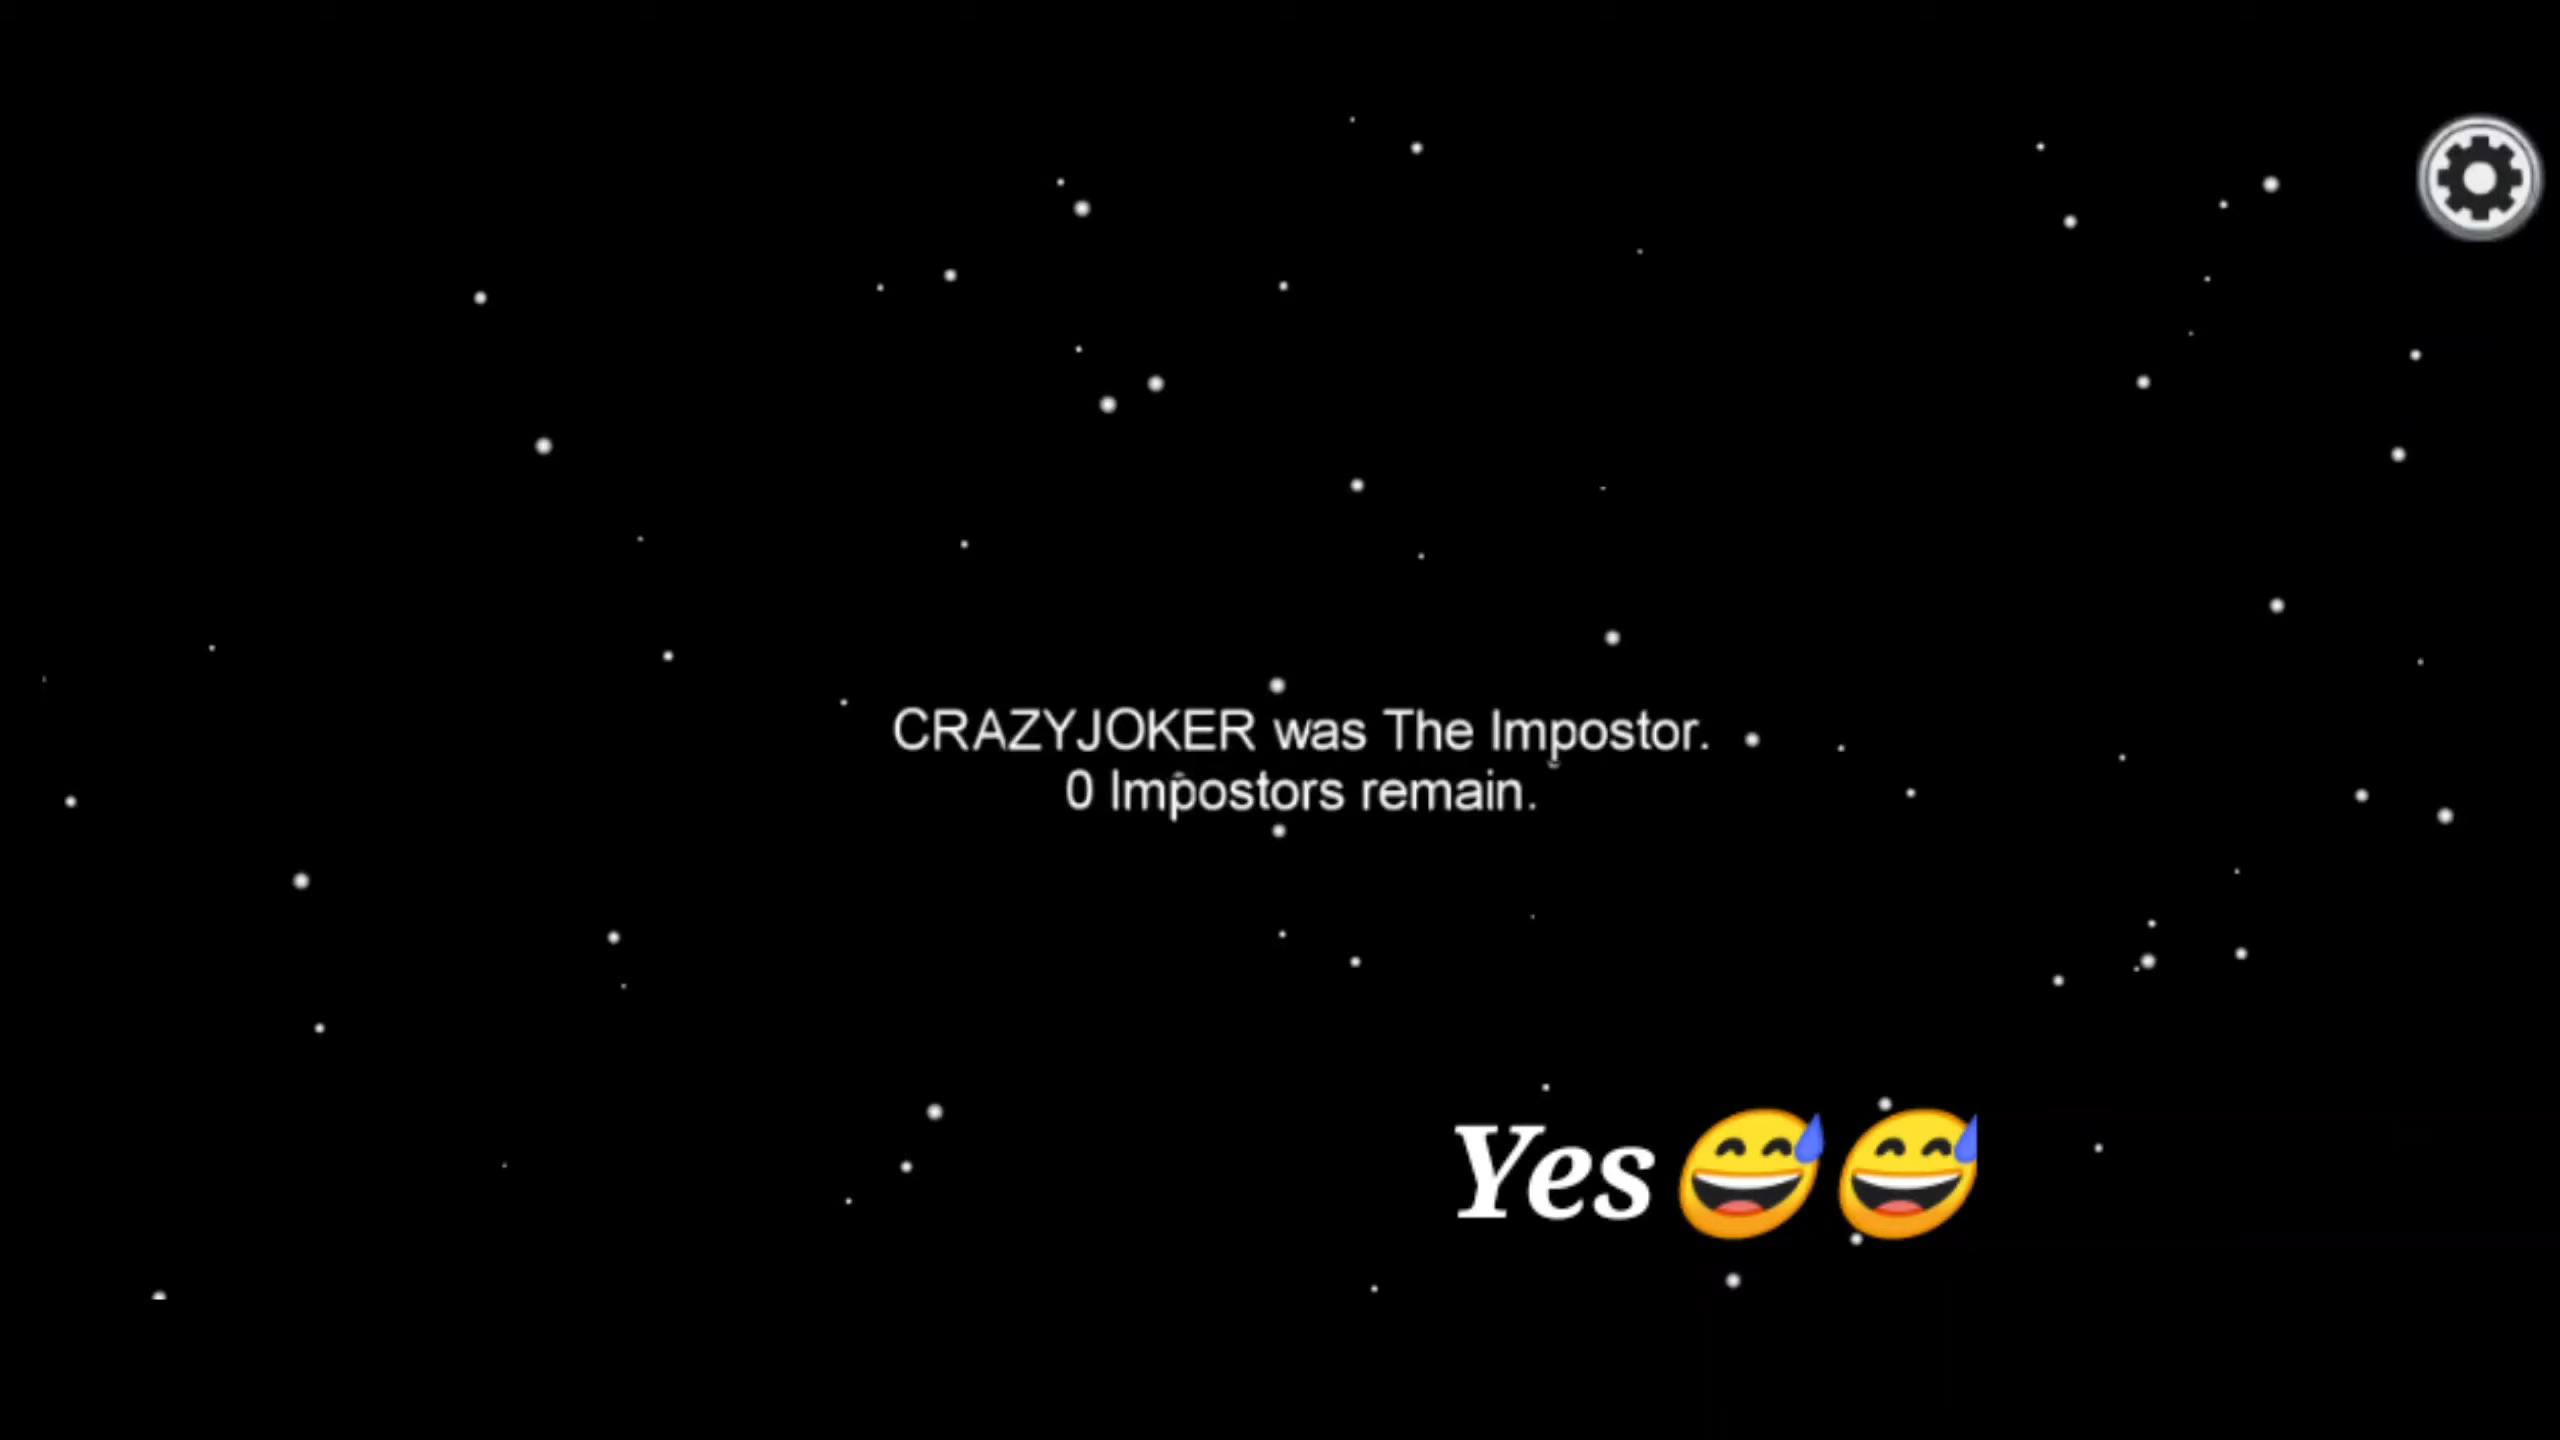 CRAZYJOKER was The Impostor.
0 Impostors remain.
Yes😅😅